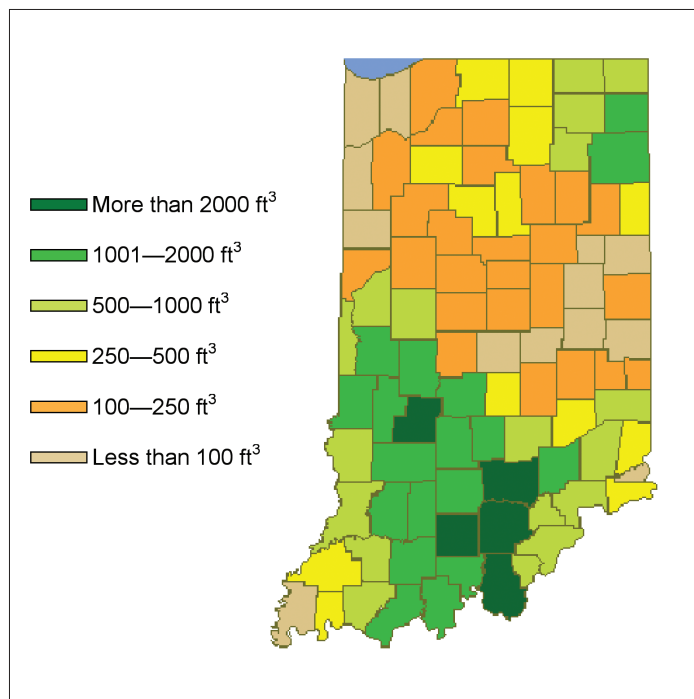 More than 2000 ft³
1001—2000 ft³
500—1000 ft³
250—500 ft³
100—250 ft³
Less than 100 ft³